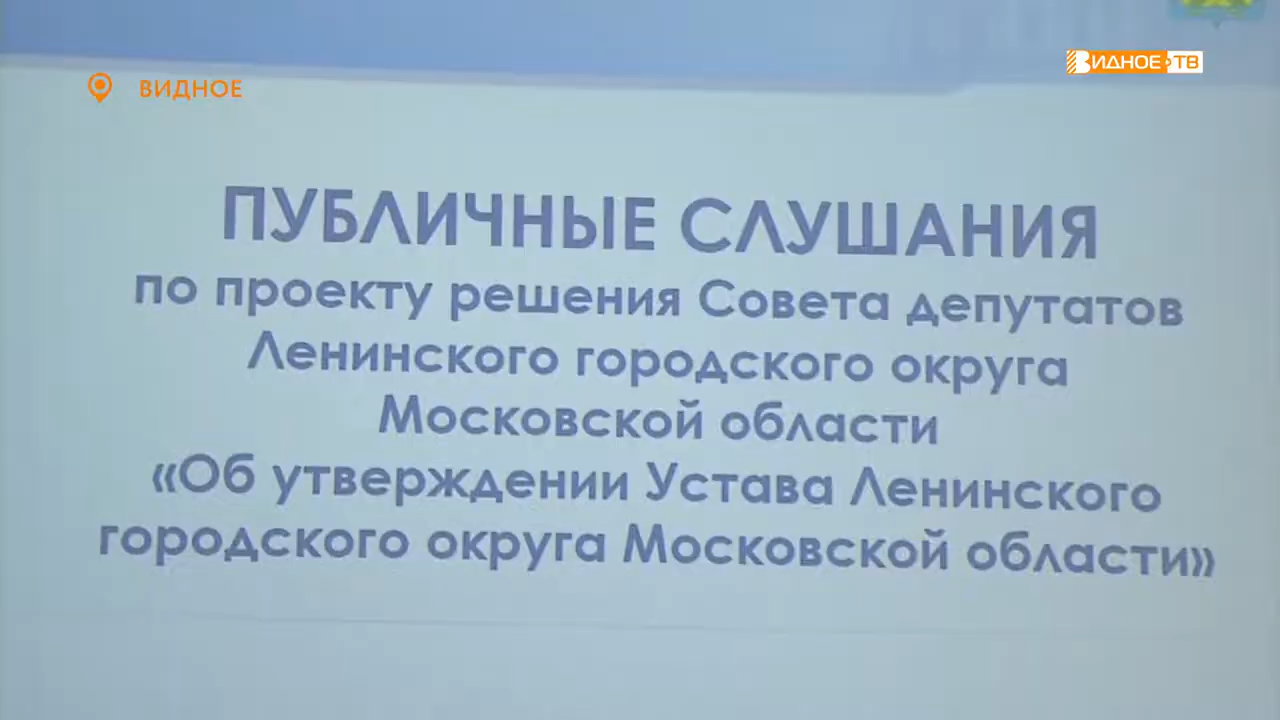 ВИДНОЕ
ВИДНОЕ ТВ
ПУБЛИЧНЫЕ СЛУШАНИЯ
по проекту решения Совета депутатов
Ленинского городского округа
Московской области
«Об утверждении Устава Ленинского
городского округа Московской области»